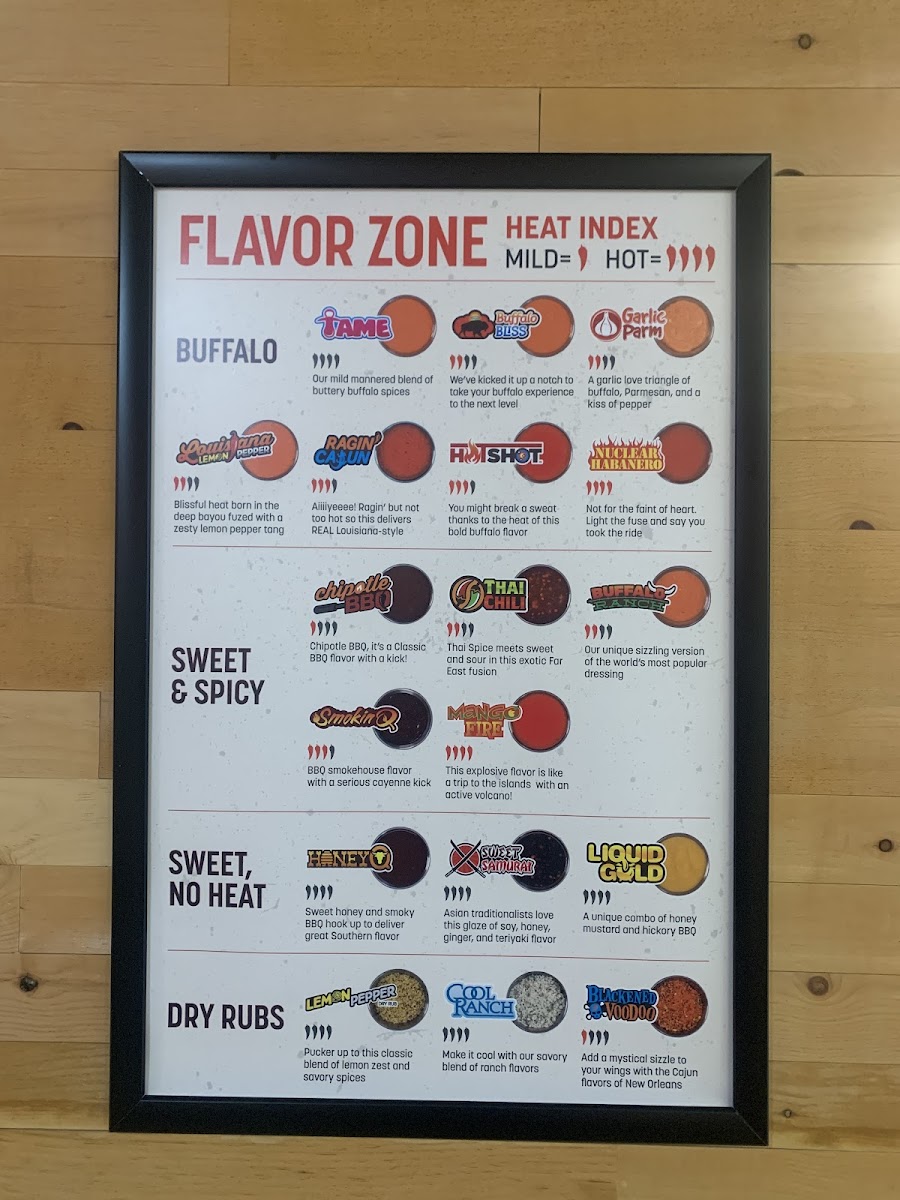 FLAVOR ZONE
HEAT INDEX
MILD= HOT=
BUFFALO
TAME
Our mild mannered blend of
buttery buffalo spices
Buffalo
BLISS
We've kicked it up a notch to
take your buffalo experience
to the next level
Garlic
Parm
A garlic love triangle of
buffalo, Parmesan, and a
kiss of pepper
Louisiana
LEMON PEPPER
Blissful heat born in the
deep bayou fuzed with a
zesty lemon pepper tang
RAGIN'
CAJUN
Aiiiiyeeee! Ragin' but not
too hot so this delivers
REAL Louisiana-style
HOTSHOT
You might break a sweat
thanks to the heat of this
bold buffalo flavor
NUCLEAR
HABANERO
Not for the faint of heart.
Light the fuse and say you
took the ride
SWEET
& SPICY
chipotle
BBQ
Chipotle BBQ, it's a Classic
BBQ flavor with a kick!
THAI
CHILI
Thai Spice meets sweet
and sour in this exotic Far
East fusion
BUFFALO
RANCH
Our unique sizzling version
of the world's most popular
dressing
Smokin Q
BBQ smokehouse flavor
with a serious cayenne kick
MANGO
FIRE
This explosive flavor is like
a trip to the islands with an
active volcano!
SWEET,
NO HEAT
HONEY Q
Sweet honey and smoky
BBQ hook up to deliver
great Southern flavor
SWEET
SAMURAI
Asian traditionalists love
this glaze of soy, honey,
ginger, and teriyaki flavor
LIQUID
GOLD
A unique combo of honey
mustard and hickory BBQ
DRY RUBS
LEMON PEPPER
DRY RUB
Pucker up to this classic
blend of lemon zest and
savory spices
COOL
RANCH
Make it cool with our savory
blend of ranch flavors
BLACKENED
VOODOO
Add a mystical sizzle to
your wings with the Cajun
flavors of New Orleans